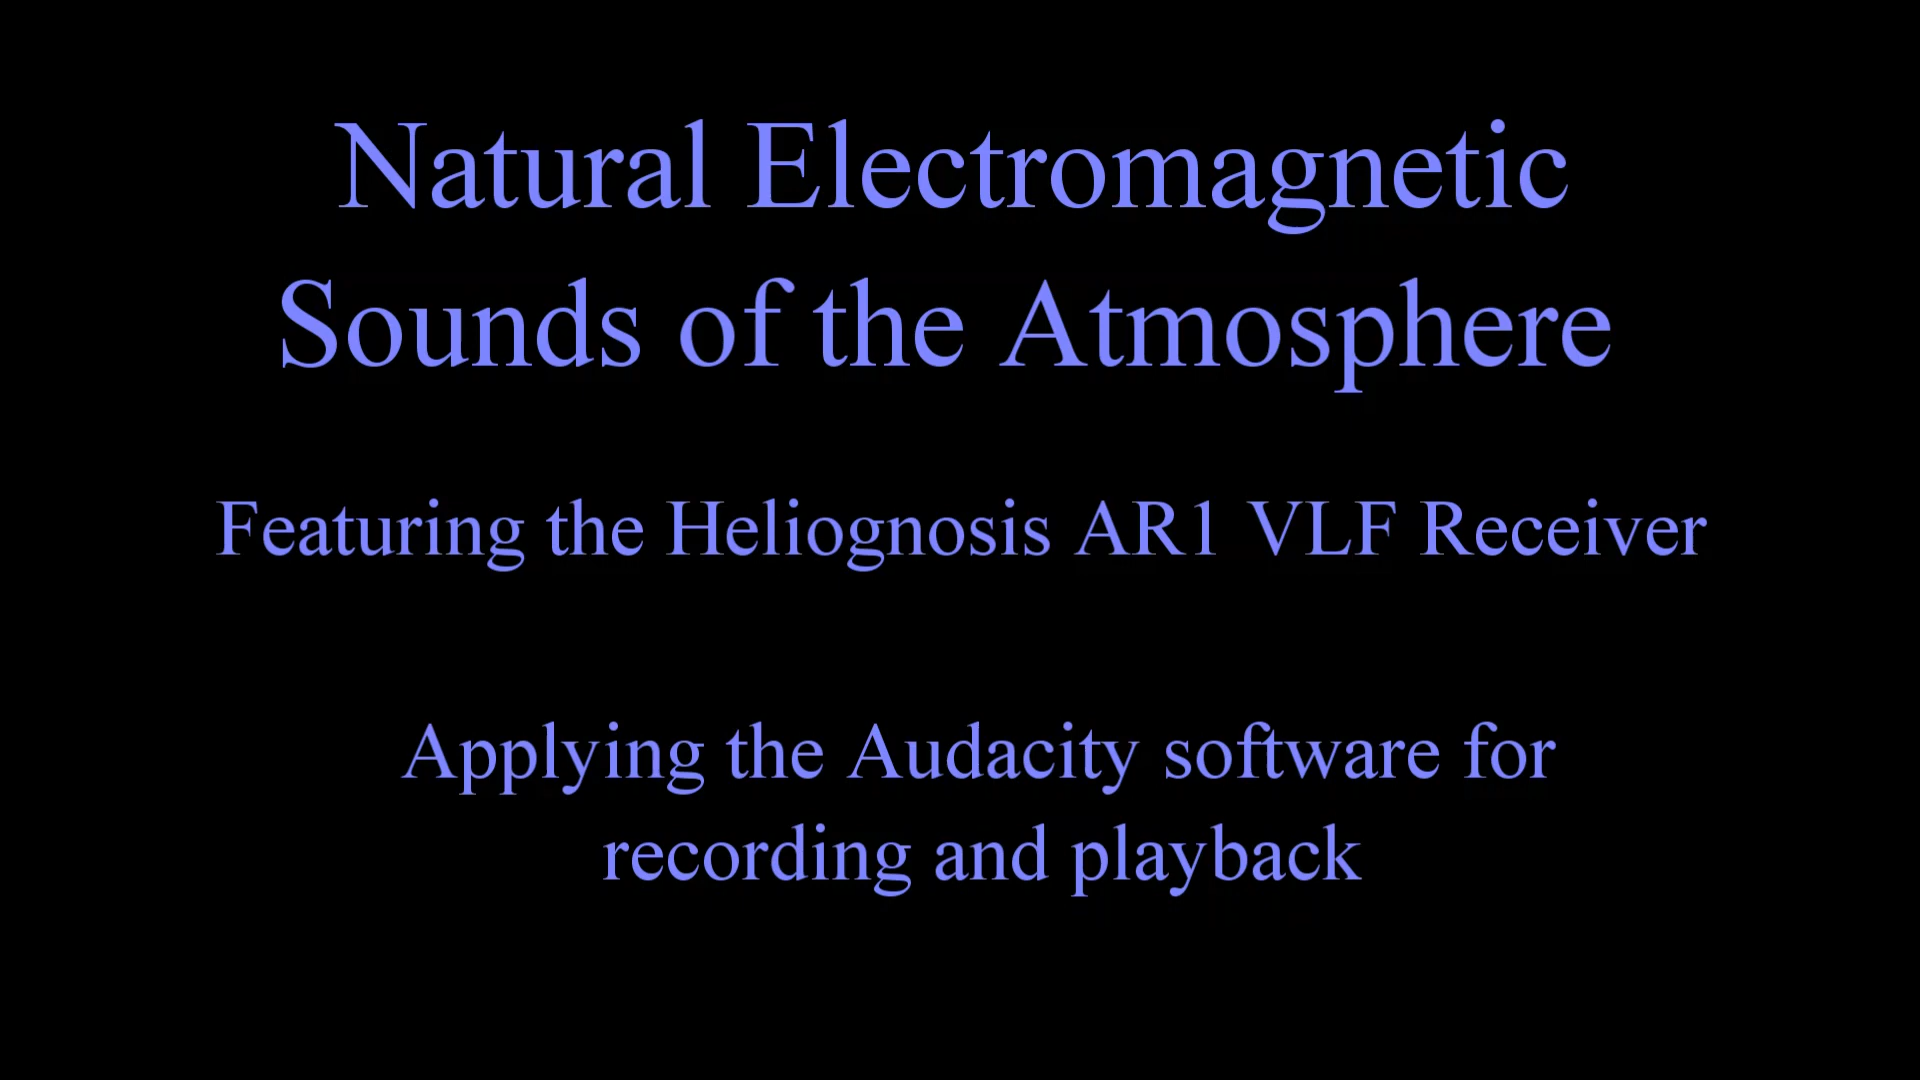 Natural Electromagnetic
Sounds of the Atmosphere
Featuring the Heliognosis AR1 VLF Receiver
Applying the Audacity software for
recording and playback